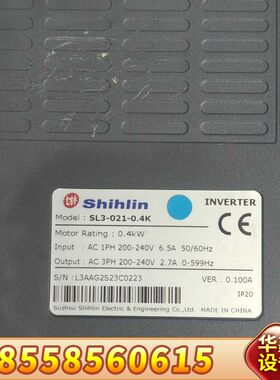 Shihlin
INVERTER
Model : SL3-021-0.4K
Motor Rating : 0.4kW
Input : AC 1PH 200-240V 6.5A 50/60Hz
Output : AC 3PH 200-240V 2.7A 0-599Hz
S/N : L3AAG2S23C0223
VER : 0.100A
IP20
Suzhou Shihlin Electric & Engineering Co., Ltd.
MADE IN CHINA
8558560615